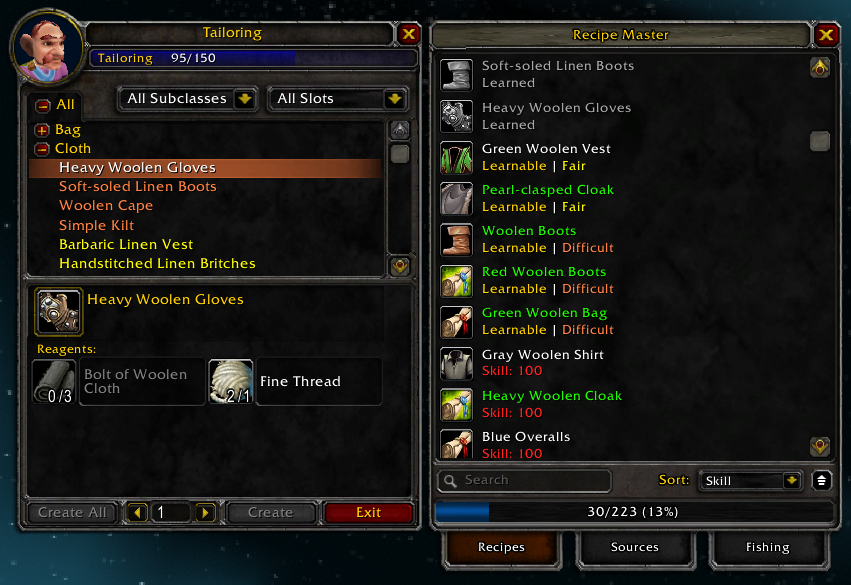 Tailoring
Tailoring 95/150
All
All Subclasses
All Slots
Bag
Cloth
Heavy Woolen Gloves
Soft-soled Linen Boots
Woolen Cape
Simple Kilt
Barbaric Linen Vest
Handstitched Linen Britches
Heavy Woolen Gloves
Reagents:
0/3
Bolt of Woolen
Cloth
2/1
Fine Thread
Create All
1
Create
Exit
Recipe Master
Soft-soled Linen Boots
Learned
Heavy Woolen Gloves
Learned
Green Woolen Vest
Learnable | Fair
Pearl-clasped Cloak
Learnable | Fair
Woolen Boots
Learnable | Difficult
Red Woolen Boots
Learnable | Difficult
Green Woolen Bag
Learnable | Difficult
Gray Woolen Shirt
Skill: 100
Heavy Woolen Cloak
Skill: 100
Blue Overalls
Skill: 100
Search
Sort:
Skill
30/223 (13%)
Recipes
Sources
Fishing